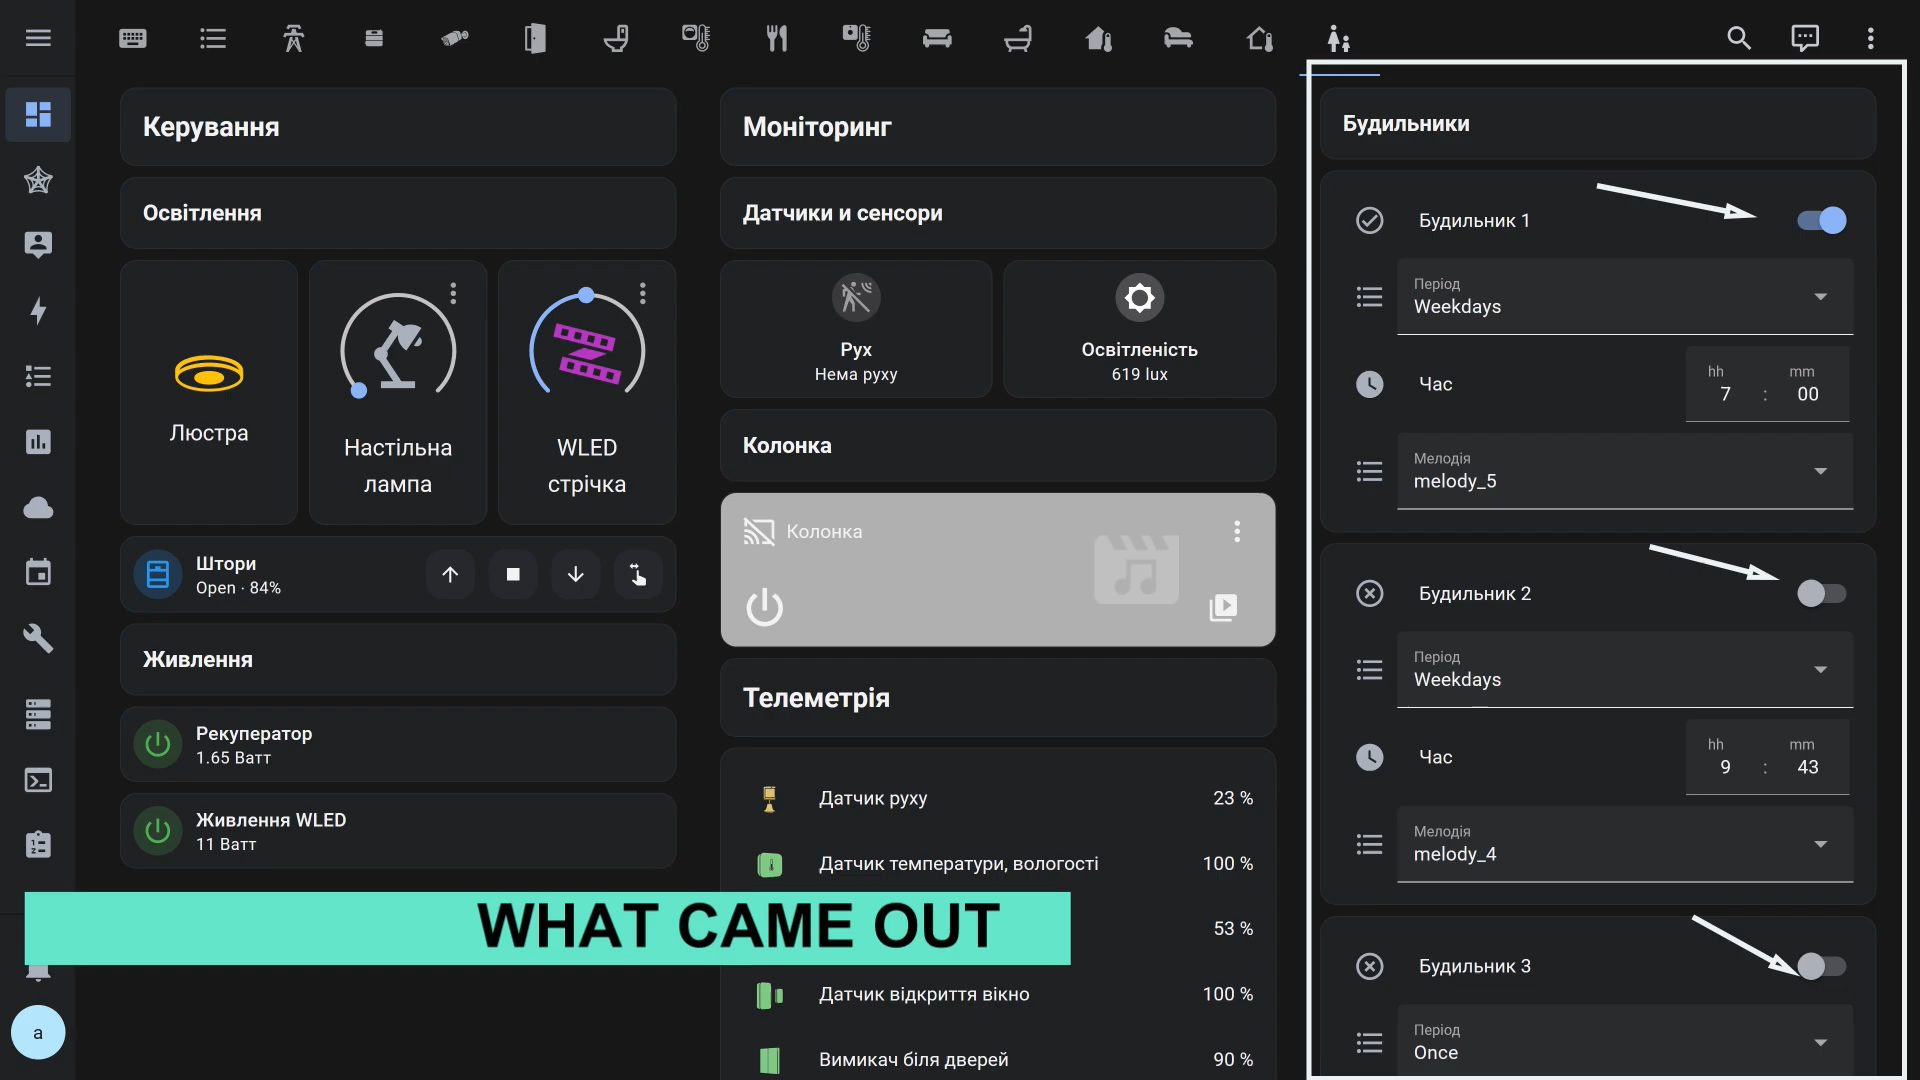 Керування
Освітлення
Люстра
Настільна
лампа
WLED
стрічка
Штори
Open · 84%
Живлення
Рекуператор
1.65 Ватт
Живлення WLED
11 Ватт
WHAT CAME OUT
a
Моніторинг
Датчики и сенсори
Рух
Нема руху
Освітленість
619 lux
Колонка
Колонка
Телеметрія
Датчик руху 23 %
Датчик температури, вологості 100 %
53 %
Датчик відкриття вікно 100 %
Вимикач біля дверей 90 %
Будильники
Будильник 1
Період
Weekdays
Час
hh mm
7 : 00
Мелодія
melody_5
Будильник 2
Період
Weekdays
Час
hh mm
9 : 43
Мелодія
melody_4
Будильник 3
Період
Once